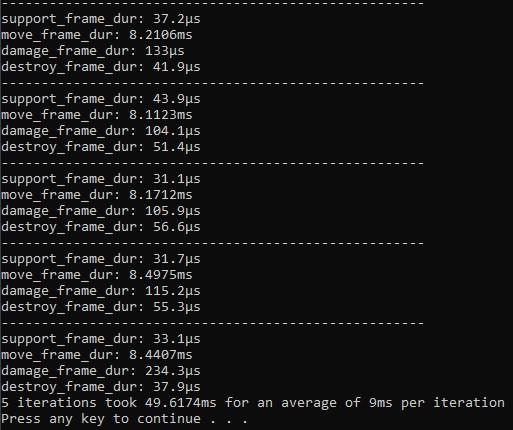 -----------------------------------------------------
support_frame_dur: 37.2µs
move_frame_dur: 8.2106ms
damage_frame_dur: 133µs
destroy_frame_dur: 41.9µs
-----------------------------------------------------
support_frame_dur: 43.9µs
move_frame_dur: 8.1123ms
damage_frame_dur: 104.1µs
destroy_frame_dur: 51.4µs
-----------------------------------------------------
support_frame_dur: 31.1µs
move_frame_dur: 8.1712ms
damage_frame_dur: 105.9µs
destroy_frame_dur: 56.6µs
-----------------------------------------------------
support_frame_dur: 31.7µs
move_frame_dur: 8.4975ms
damage_frame_dur: 115.2µs
destroy_frame_dur: 55.3µs
-----------------------------------------------------
support_frame_dur: 33.1µs
move_frame_dur: 8.4407ms
damage_frame_dur: 234.3µs
destroy_frame_dur: 37.9µs
5 iterations took 49.6174ms for an average of 9ms per iteration
Press any key to continue . . .